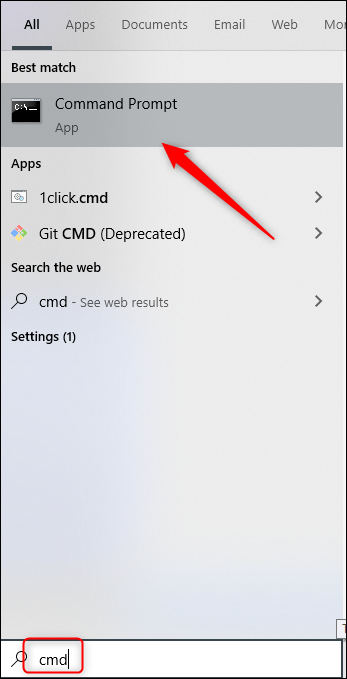 All Apps Documents Email Web Mor
Best match
Command Prompt
App
Apps
1click.cmd
Git CMD (Deprecated)
Search the web
cmd - See web results
Settings (1)
cmd